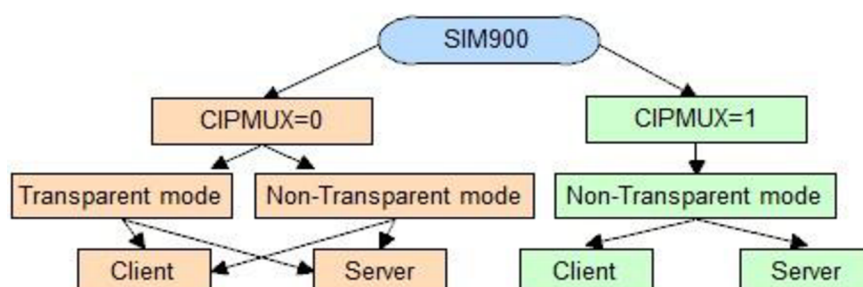 SIM900
CIPMUX=0
CIPMUX=1
Transparent mode
Non-Transparent mode
Non-Transparent mode
Client
Server
Client
Server